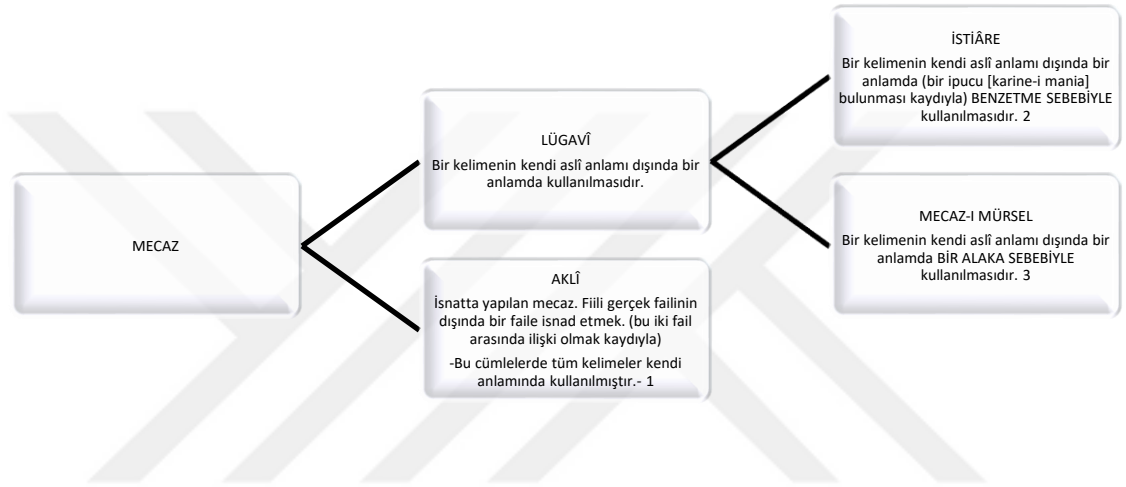 MECAZ
LÜGAVÎ
Bir kelimenin kendi aslî anlamı dışında bir
anlamda kullanılmasıdır.
AKLÎ
İsnatta yapılan mecaz. Fiili gerçek failinin
dışında bir faile isnad etmek. (bu iki fail
arasında ilişki olmak kaydıyla)
-Bu cümlelerde tüm kelimeler kendi
anlamında kullanılmıştır.- 1
İSTİÂRE
Bir kelimenin kendi aslî anlamı dışında bir
anlamda (bir ipucu [karine-i mania]
bulunması kaydıyla) BENZETME SEBEBİYLE
kullanılmasıdır. 2
MECAZ-I MÜRSEL
Bir kelimenin kendi aslî anlamı dışında bir
anlamda BİR ALAKA SEBEBİYLE
kullanılmasıdır. 3